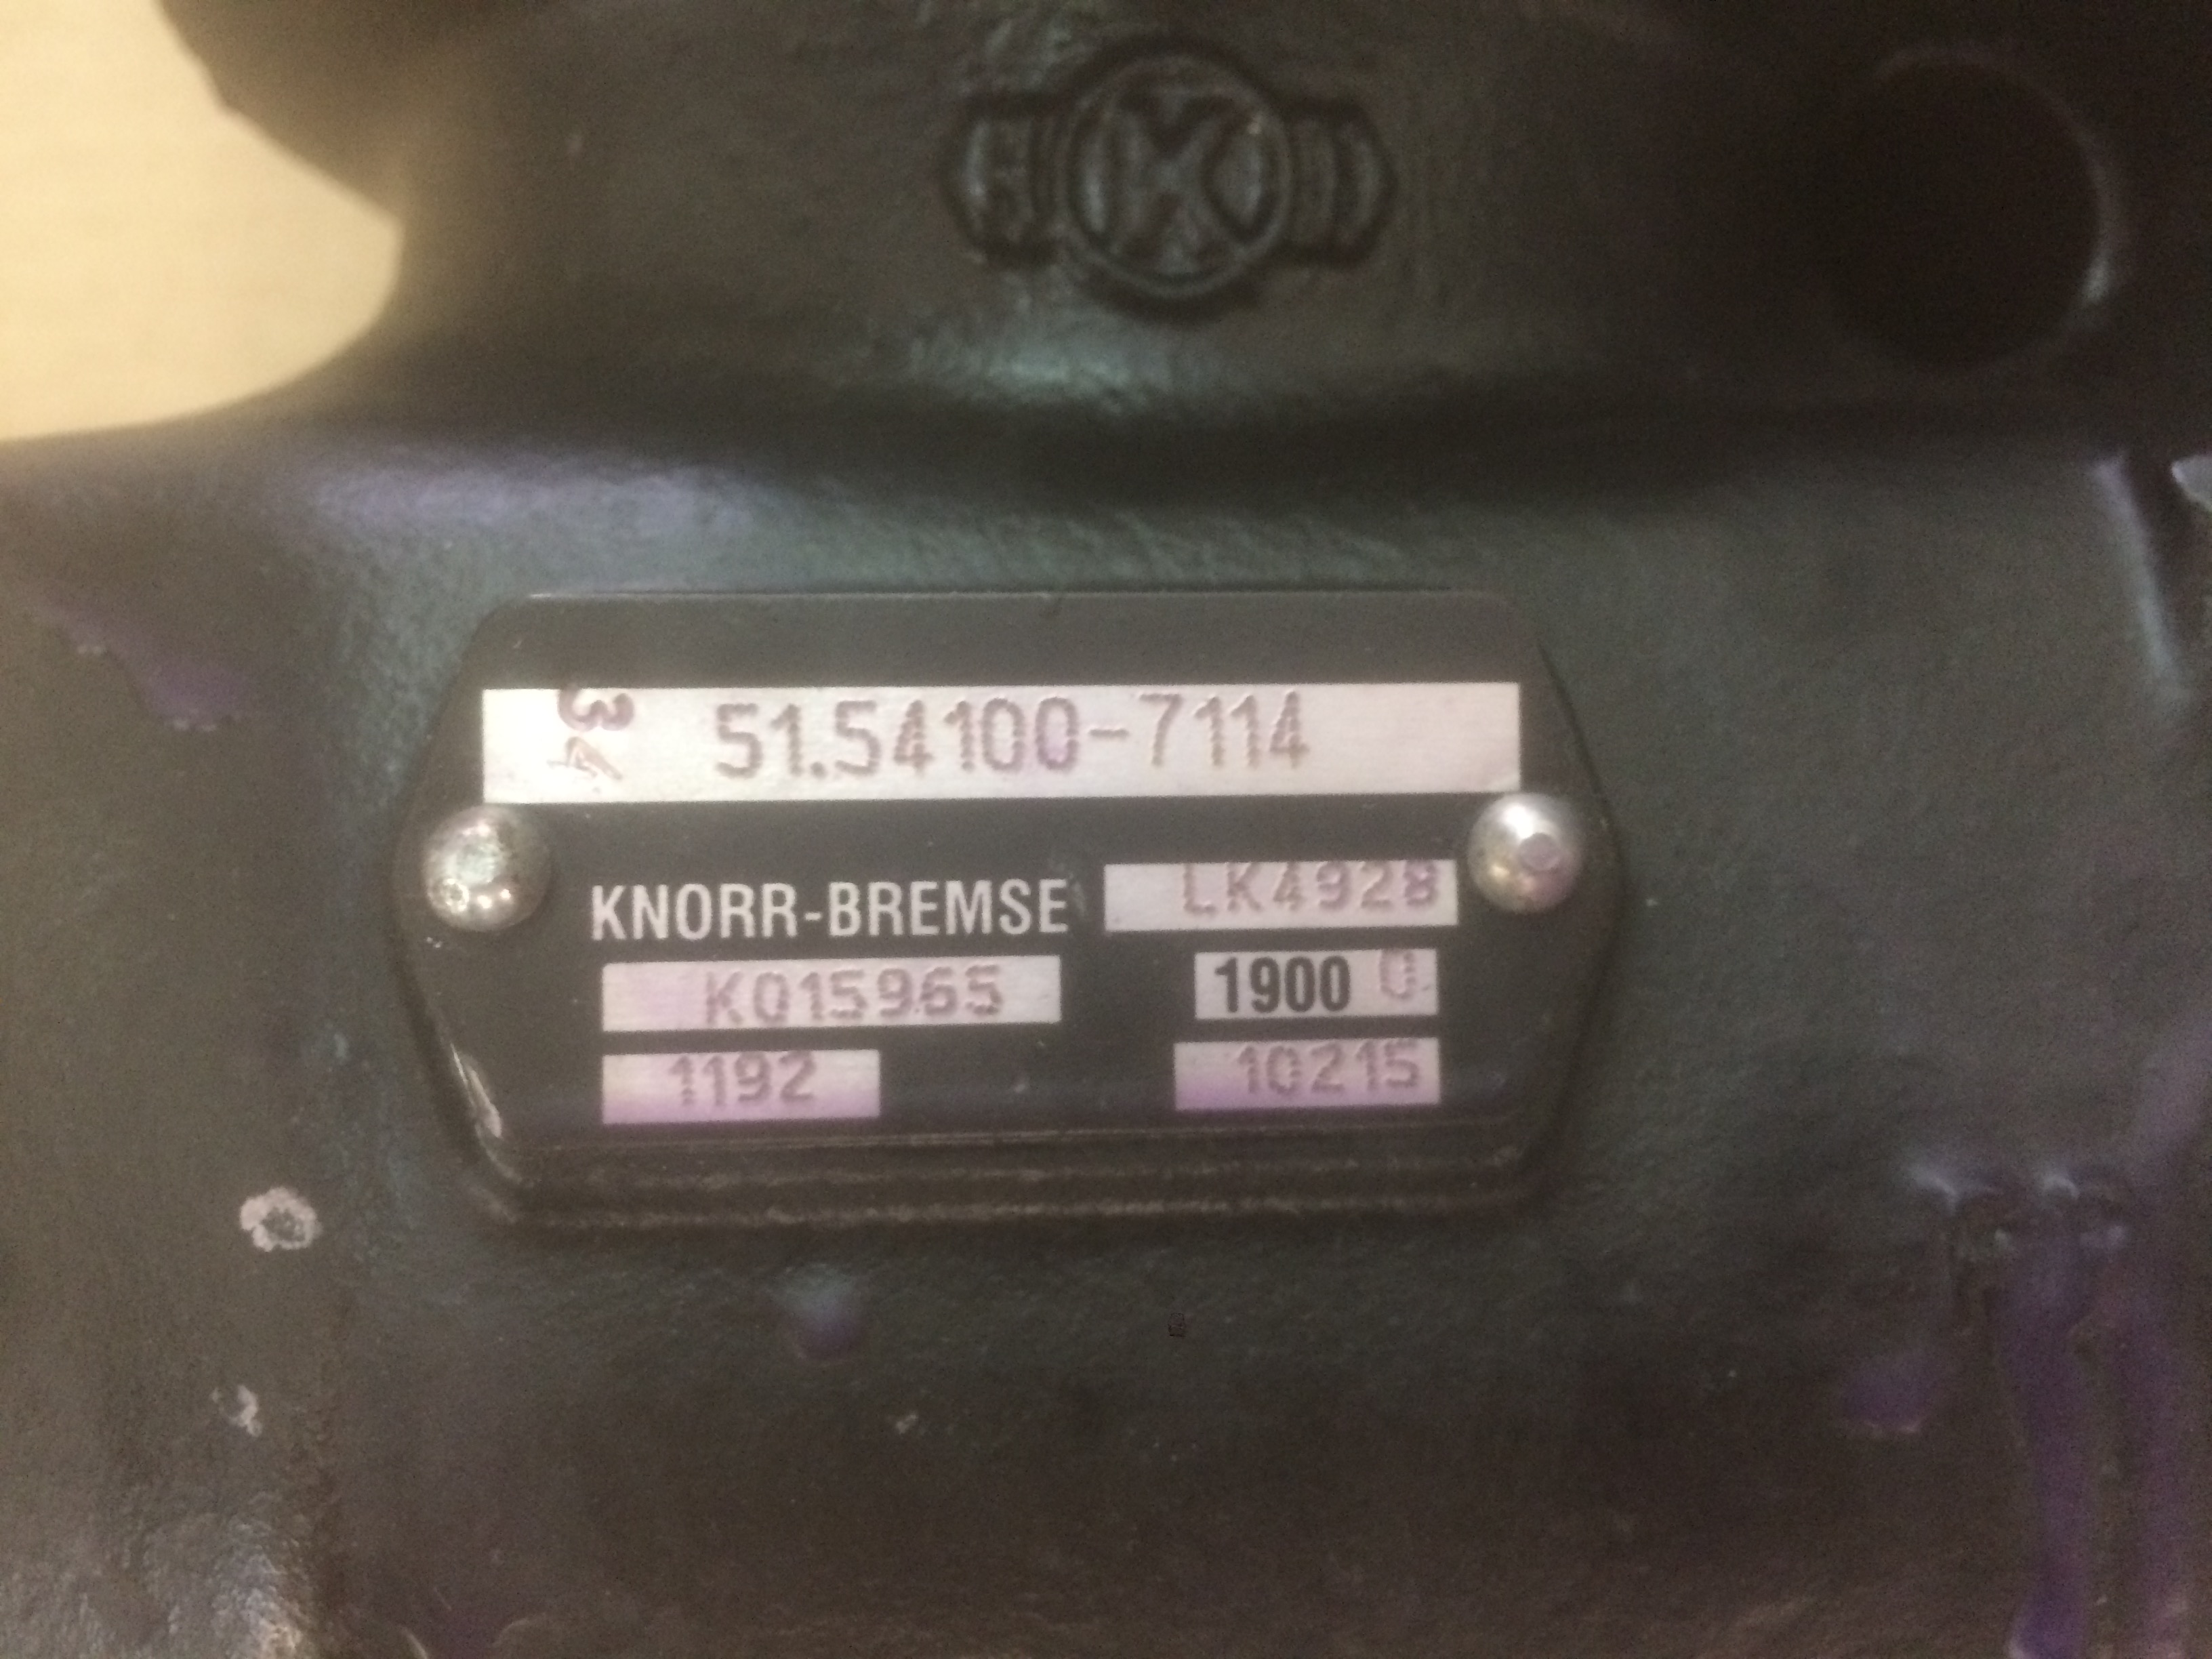 K
51.54100-7114
KNORR-BREMSE LK4928
K015965 1900
1192 10215